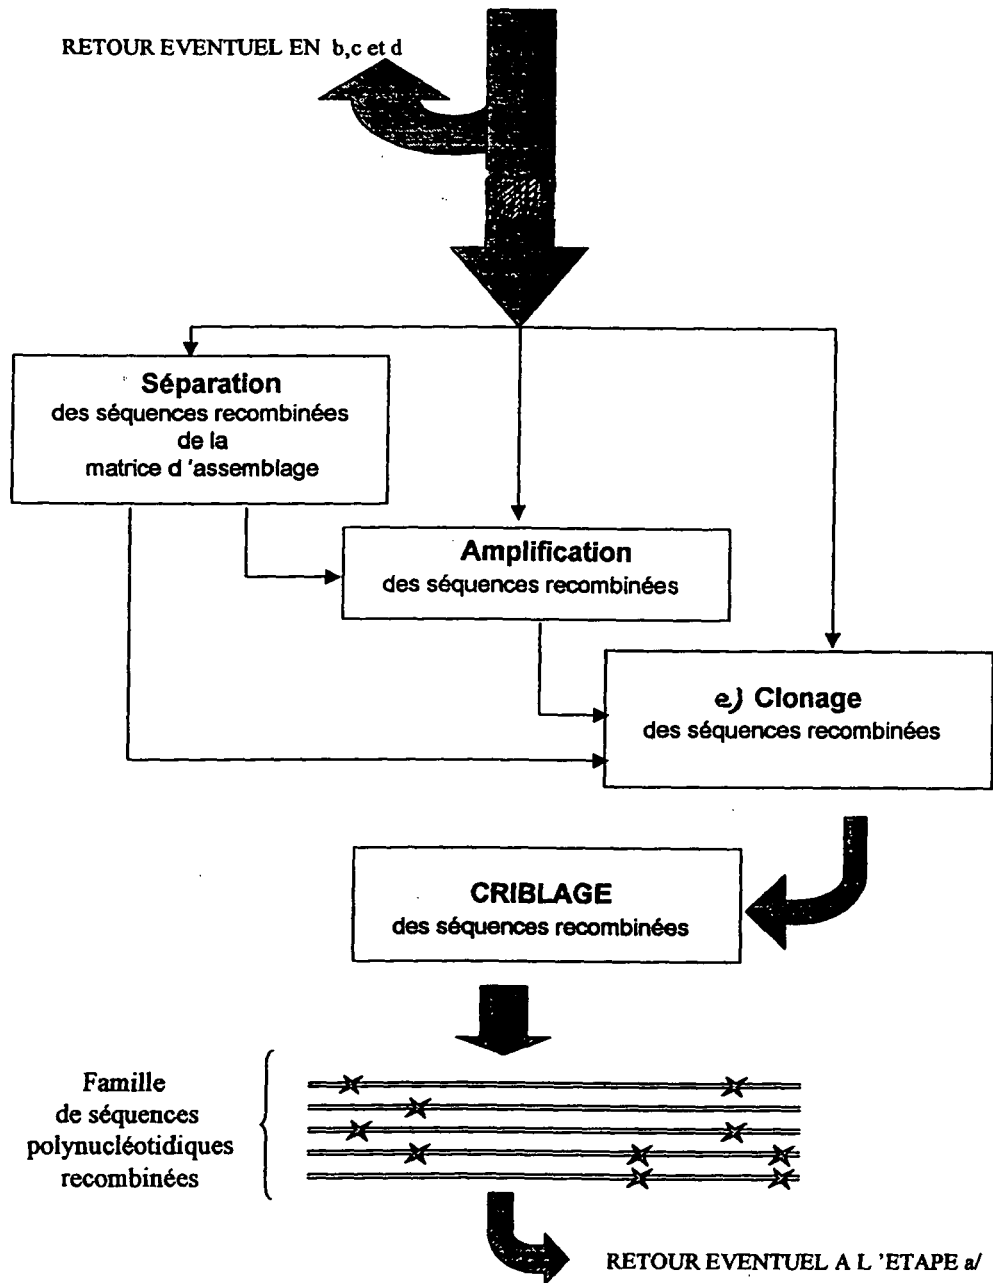 RETOUR EVENTUEL EN b,c et d
Séparation
des séquences recombinées
de la
matrice d 'assemblage
Amplification
des séquences recombinées
e) Clonage
des séquences recombinées
CRIBLAGE
des séquences recombinées
Famille
de séquences
polynucléotidiques
recombinées
RETOUR EVENTUEL A L 'ETAPE a/